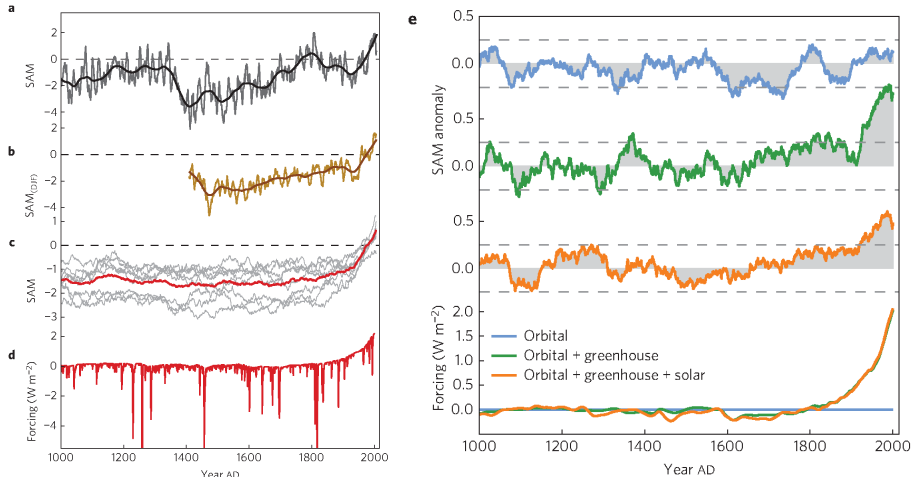 a
2
0
−2
−4
SAM
b
2
0
−2
−4
SAM(DJF)
c
1
0
−1
−2
−3
SAM
d
2
0
−2
−4
Forcing (W m−2)
1000 1200 1400 1600 1800 2000
Year AD
e
0.5
0.0
0.5
0.0
0.5
0.0
SAM anomaly
2.0
1.5
1.0
0.5
0.0
Forcing (W m−2)
Orbital
Orbital + greenhouse
Orbital + greenhouse + solar
1000 1200 1400 1600 1800 2000
Year AD